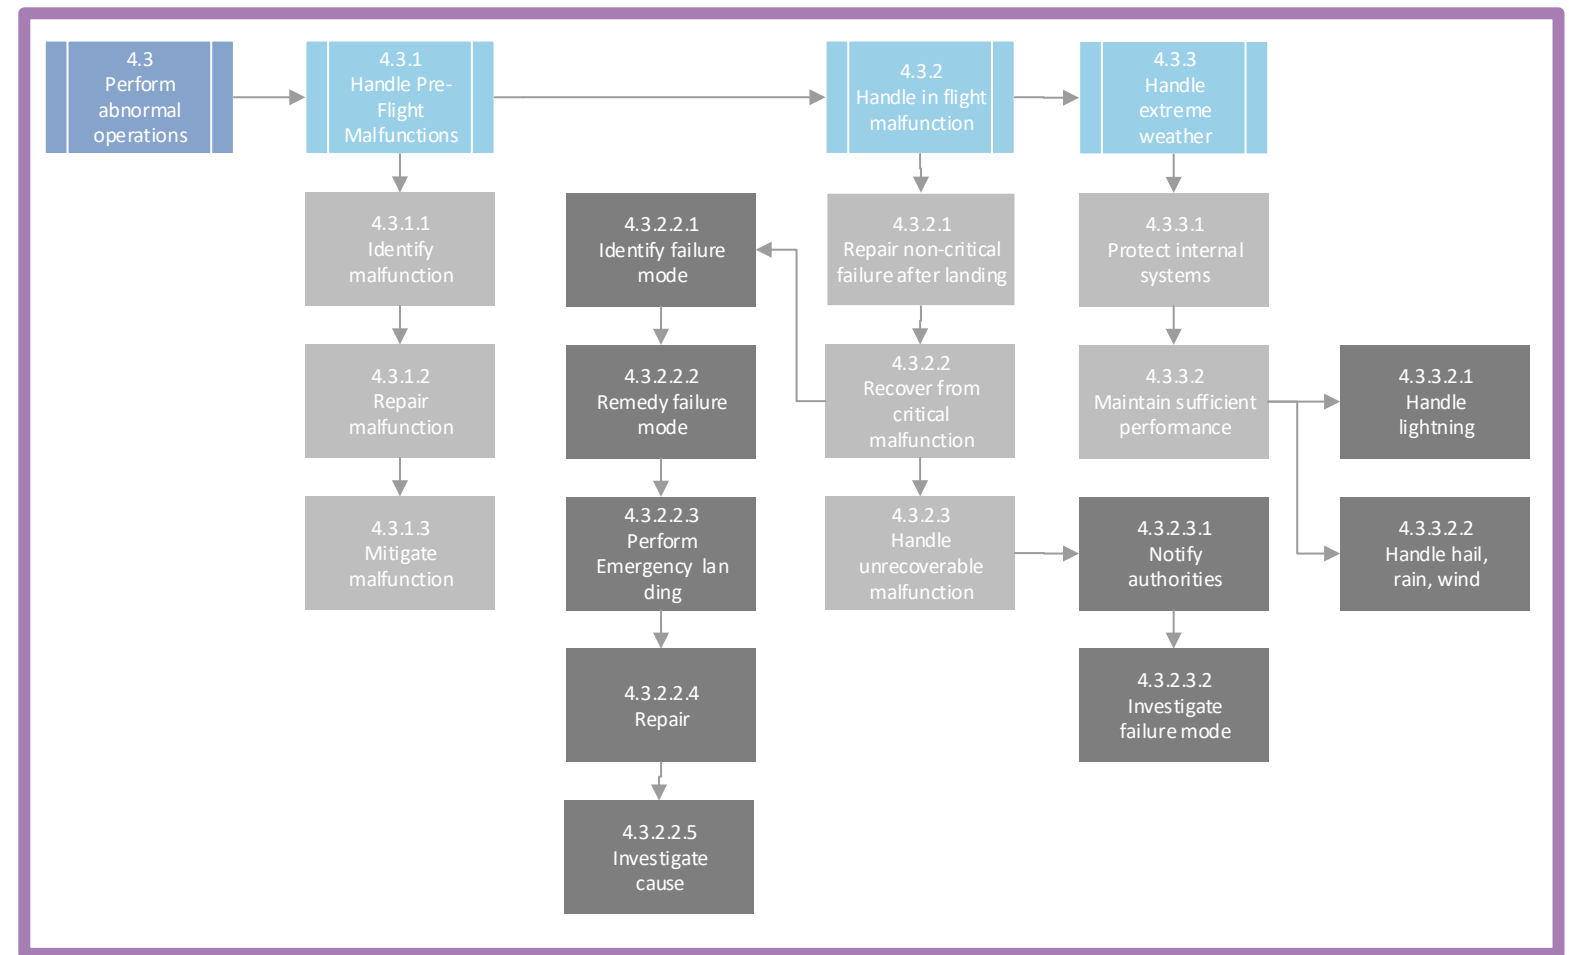 4.3
Perform
abnormal
operations
4.3.1
Handle Pre-
Flight
Malfunctions
4.3.2
Handle in flight
malfunction
4.3.3
Handle
extreme
weather
4.3.1.1
Identify
malfunction
4.3.2.2.1
Identify failure
mode
4.3.2.1
Repair non-critical
failure after landing
4.3.3.1
Protect internal
systems
4.3.1.2
Repair
malfunction
4.3.2.2.2
Remedy failure
mode
4.3.2.2
Recover from
critical
malfunction
4.3.3.2
Maintain sufficient
performance
4.3.3.2.1
Handle
lightning
4.3.1.3
Mitigate
malfunction
4.3.2.2.3
Perform
Emergency lan
ding
4.3.2.3
Handle
unrecoverable
malfunction
4.3.2.3.1
Notify
authorities
4.3.3.2.2
Handle hail,
rain, wind
4.3.2.2.4
Repair
4.3.2.3.2
Investigate
failure mode
4.3.2.2.5
Investigate
cause